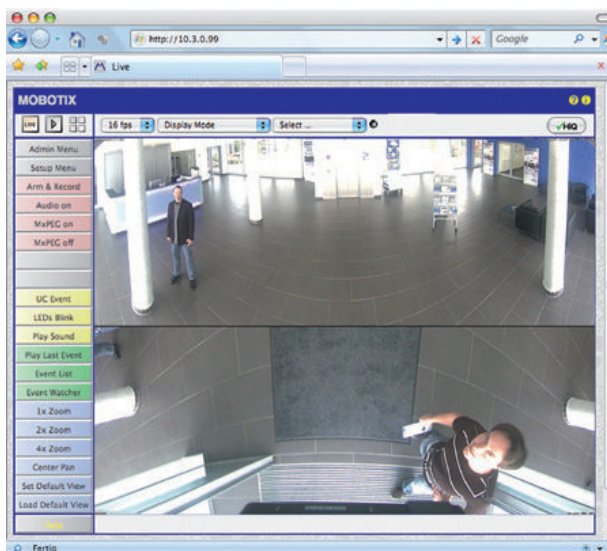 http://10.3.0.99
Google
Live
MOBOTIX
LIVE
16 fps
Display Mode
Select ...
HiQ
Admin Menu
Setup Menu
Arm & Record
Audio on
MxPEG on
MxPEG off
UC Event
LEDs Blink
Play Sound
Play Last Event
Event List
Event Watcher
1x Zoom
2x Zoom
4x Zoom
Center Pan
Set Default View
Load Default View
Fertig